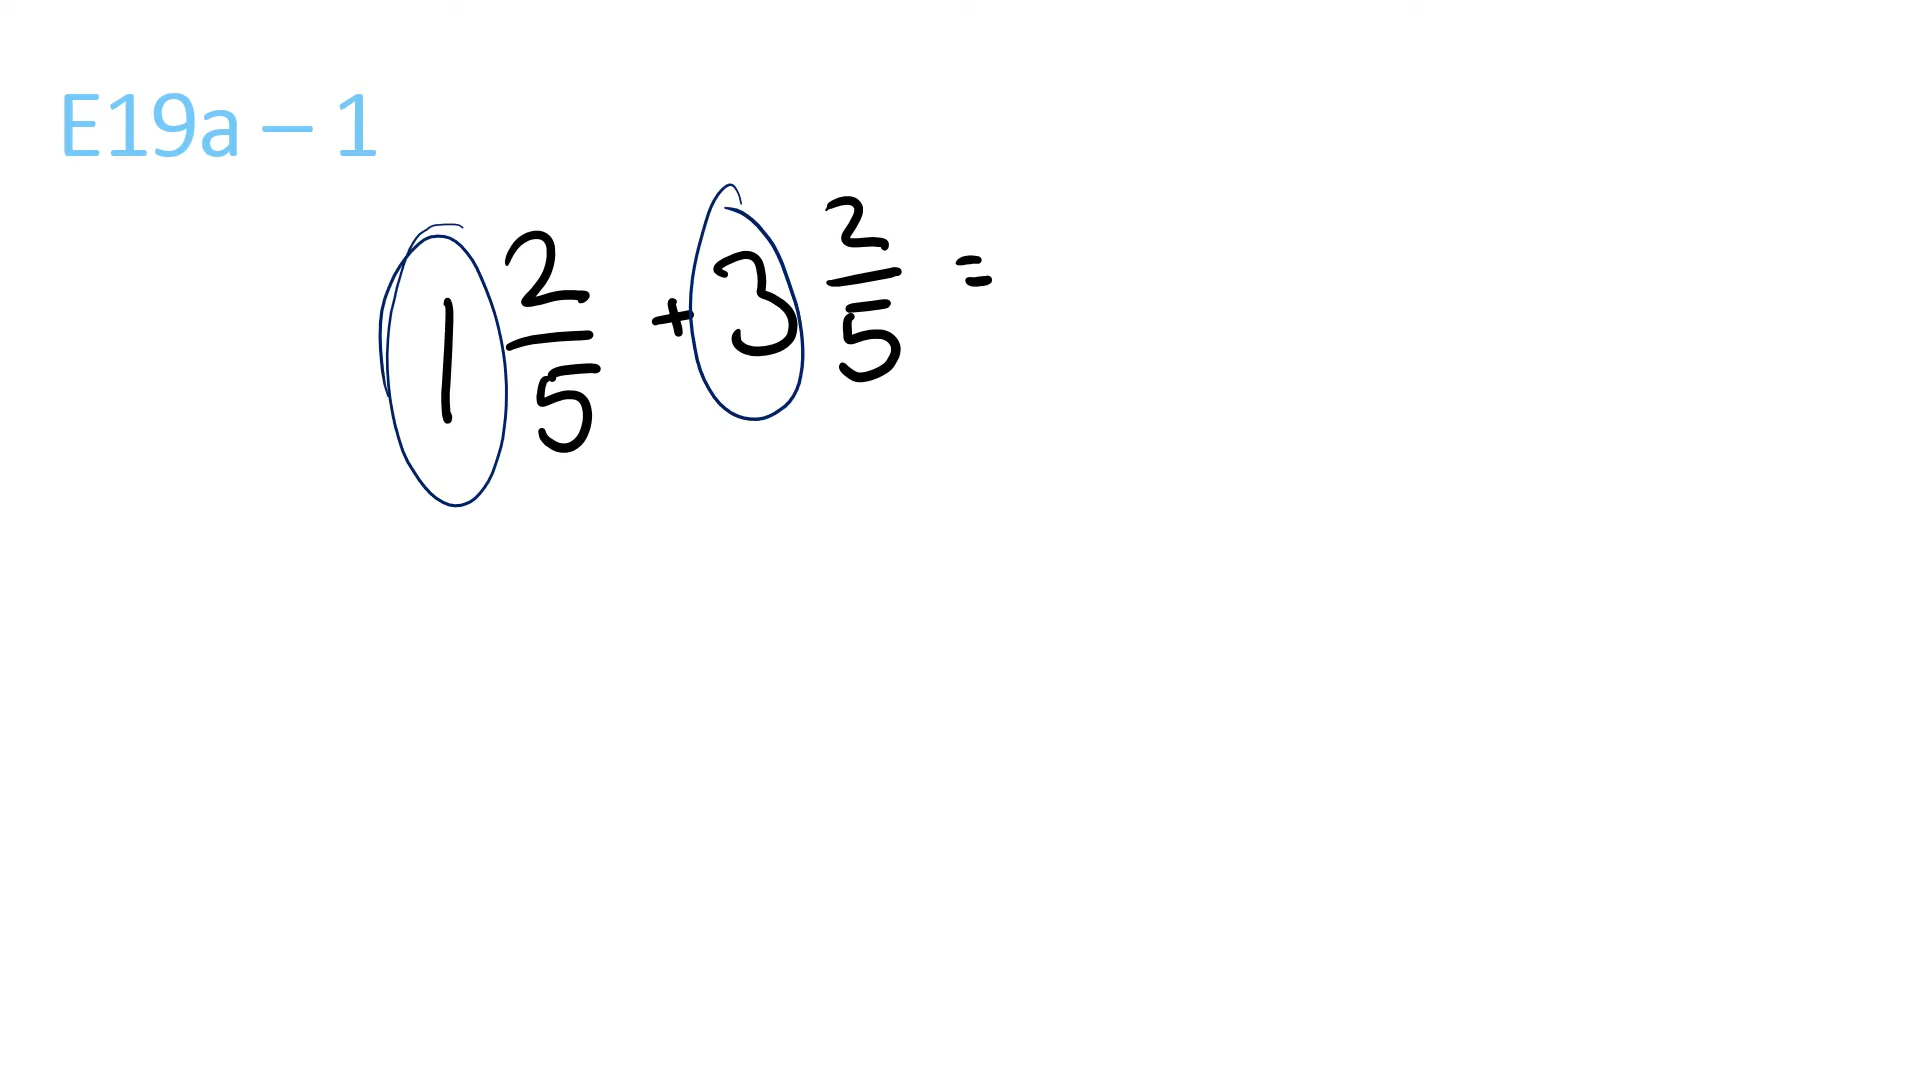 E19a – 1
1 2/5 + 3 2/5 =